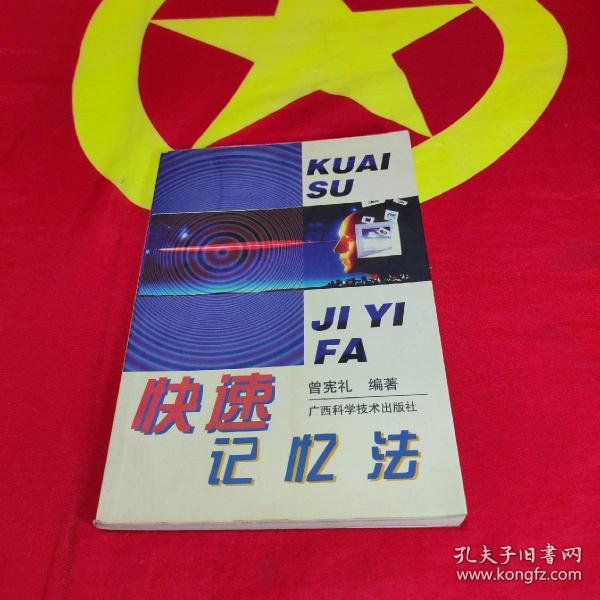 KUAI
SU
JI YI
FA
快速
记忆法
曾宪礼 编著
广西科学技术出版社
孔夫子旧书网
www.kongfz.com